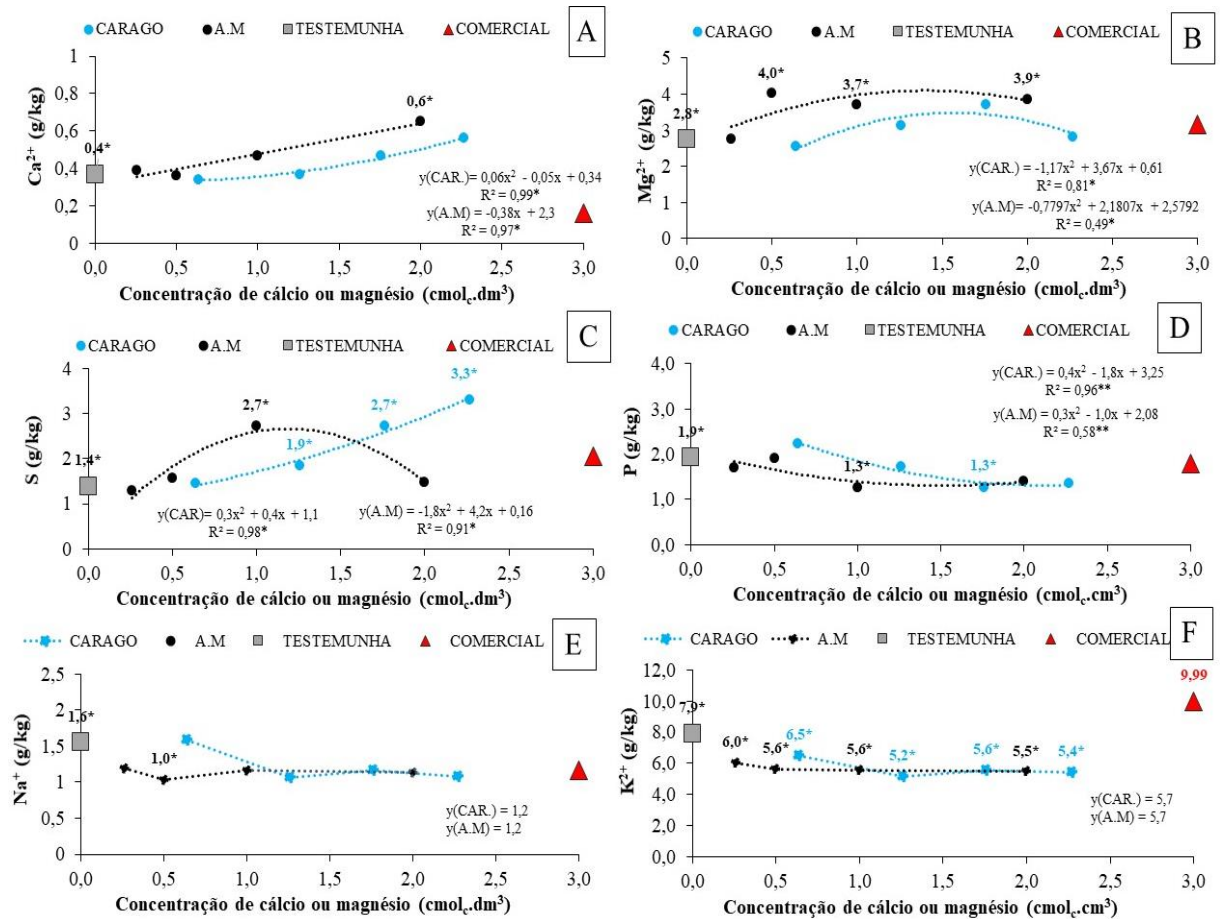 CARAGO A.M TESTEMUNHA COMERCIAL A
1
0,8
0,6
0,4
0,2
0
Ca²⁺ (g/kg)
0,4*
0,6*
y(CAR.) = 0,06x² - 0,05x + 0,34
R² = 0,99*
y(A.M) = -0,38x + 2,3
R² = 0,97*
0,0 0,5 1,0 1,5 2,0 2,5 3,0
Concentração de cálcio ou magnésio (cmolc.dm³)
CARAGO A.M TESTEMUNHA COMERCIAL B
5
4
3
2
1
0
Mg²⁺ (g/kg)
2,8*
4,0*
3,7*
3,9*
y(CAR.) = -1,17x² + 3,67x + 0,61
R² = 0,81*
y(A.M)= -0,7797x² + 2,1807x + 2,5792
R² = 0,49*
0,0 0,5 1,0 1,5 2,0 2,5 3,0
Concentração de cálcio ou magnésio (cmolc.dm³)
CARAGO A.M TESTEMUNHA COMERCIAL C
4
3
2
1
0
S (g/kg)
1,4*
2,7*
1,9*
2,7*
3,3*
y(CAR)= 0,3x² + 0,4x + 1,1
R² = 0,98*
y(A.M) = -1,8x² + 4,2x + 0,16
R² = 0,91*
0,0 0,5 1,0 1,5 2,0 2,5 3,0
Concentração de cálcio ou magnésio (cmolc.dm³)
CARAGO A.M TESTEMUNHA COMERCIAL D
4,0
3,0
2,0
1,0
0,0
P (g/kg)
1,9*
1,3*
1,3*
y(CAR.) = 0,4x² - 1,8x + 3,25
R² = 0,96**
y(A.M) = 0,3x² - 1,0x + 2,08
R² = 0,58**
0,0 0,5 1,0 1,5 2,0 2,5 3,0
Concentração de cálcio ou magnésio (cmolc.cm³)
CARAGO A.M TESTEMUNHA COMERCIAL E
2,5
2
1,5
1
0,5
0
Na⁺ (g/kg)
1,6*
1,0*
y(CAR.) = 1,2
y(A.M) = 1,2
0,0 0,5 1,0 1,5 2,0 2,5 3,0
Concentração de cálcio ou magnésio (cmolc.dm³)
CARAGO A.M TESTEMUNHA COMERCIAL F
12,0
10,0
8,0
6,0
4,0
2,0
0,0
K²⁺ (g/kg)
7,9*
6,0*
5,6*
6,5*
5,6*
5,2*
5,6*
5,5*
5,4*
9,99
y(CAR.) = 5,7
y(A.M) = 5,7
0,0 0,5 1,0 1,5 2,0 2,5 3,0
Concentração de cálcio ou magnésio (cmolc.cm³)